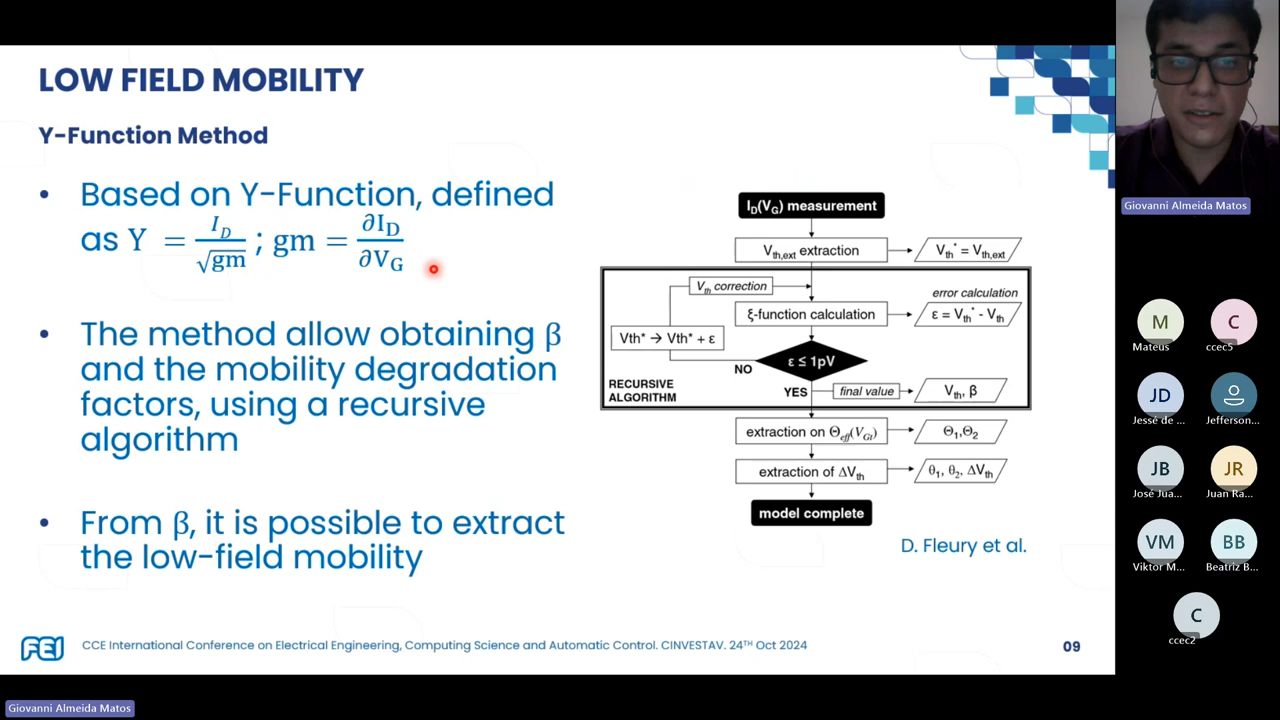 LOW FIELD MOBILITY
Y-Function Method
• Based on Y-Function, defined
as Y = I_D/√gm ; gm = ∂I_D/∂V_G
• The method allow obtaining β
and the mobility degradation
factors, using a recursive
algorithm
• From β, it is possible to extract
the low-field mobility
I_D(V_G) measurement
V_th,ext extraction
V_th* = V_th,ext
V_th correction
error calculation
ξ-function calculation
ε = V_th* - V_th
Vth* → Vth* + ε
ε ≤ 1pV
NO
RECURSIVE
ALGORITHM
YES
final value
V_th, β
extraction on Θ_eff(V_Gt)
Θ_1,Θ_2
extraction of ΔV_th
θ_1, θ_2, ΔV_th
model complete
D. Fleury et al.
FEI
CCE International Conference on Electrical Engineering, Computing Science and Automatic Control. CINVESTAV. 24TH Oct 2024
09
Giovanni Almeida Matos
Giovanni Almeida Matos
M
Mateus
C
ccec5
JD
Jessé de ...
Jefferson...
JB
José Jua...
JR
Juan Ra...
VM
Viktor M...
BB
Beatriz B...
C
ccec2